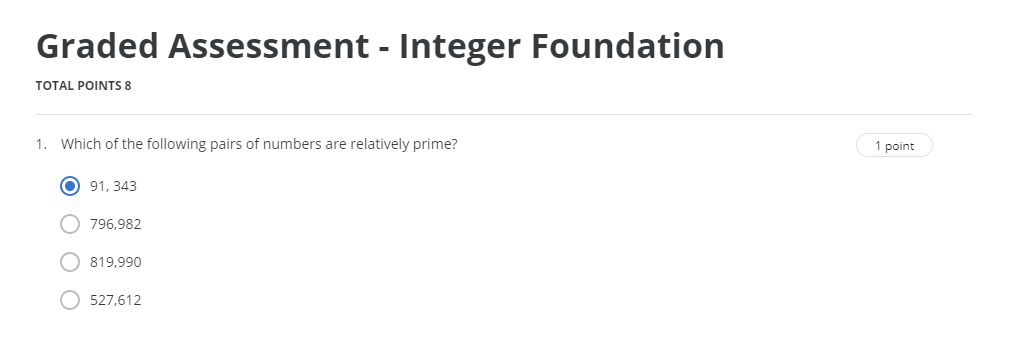 Graded Assessment - Integer Foundation
TOTAL POINTS 8
1. Which of the following pairs of numbers are relatively prime?
1 point
91, 343
796,982
819,990
527,612